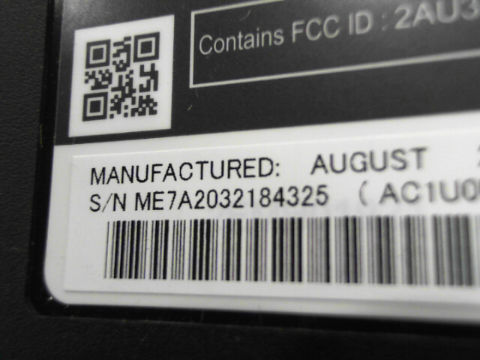 Contains FCC ID : 2AU3
MANUFACTURED: AUGUST
S/N ME7A2032184325 ( AC1U0